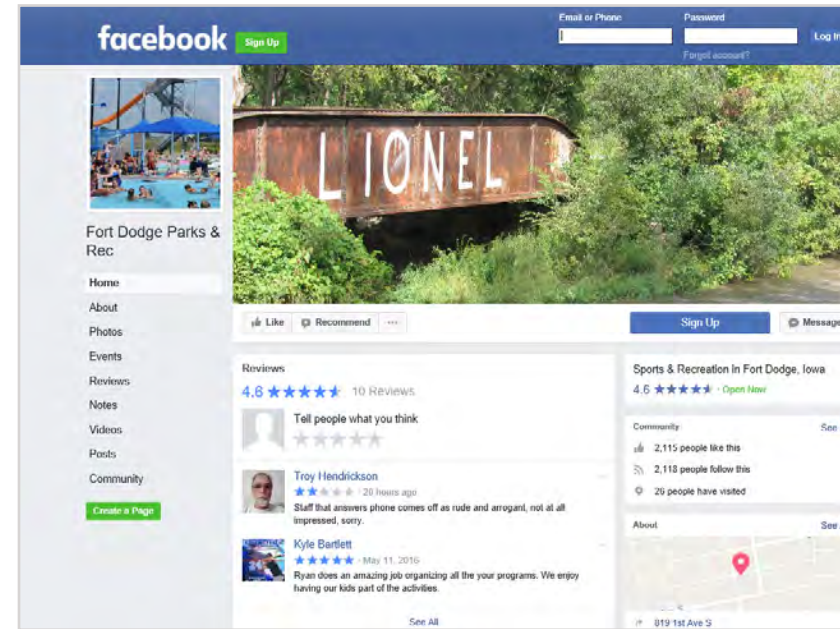 Email or Phone
Password
facebook
Sign Up
Log In
Forgot account?
LIONEL
Fort Dodge Parks &
Rec
Home
About
Photos
Events
Reviews
Notes
Videos
Posts
Community
Create a Page
Like
Recommend
Sign Up
Message
Reviews
4.6
10 Reviews
Tell people what you think
Troy Hendrickson
· 20 hours ago
Staff that answers phone comes off as rude and arrogant, not at all
impressed, sorry.
Kyle Bartlett
· May 11, 2016
Ryan does an amazing job organizing all the your programs. We enjoy
having our kids part of the activities.
See All
Sports & Recreation in Fort Dodge, Iowa
4.6
· Open Now
Community
See
2,115 people like this
2,118 people follow this
26 people have visited
About
See
819 1st Ave S